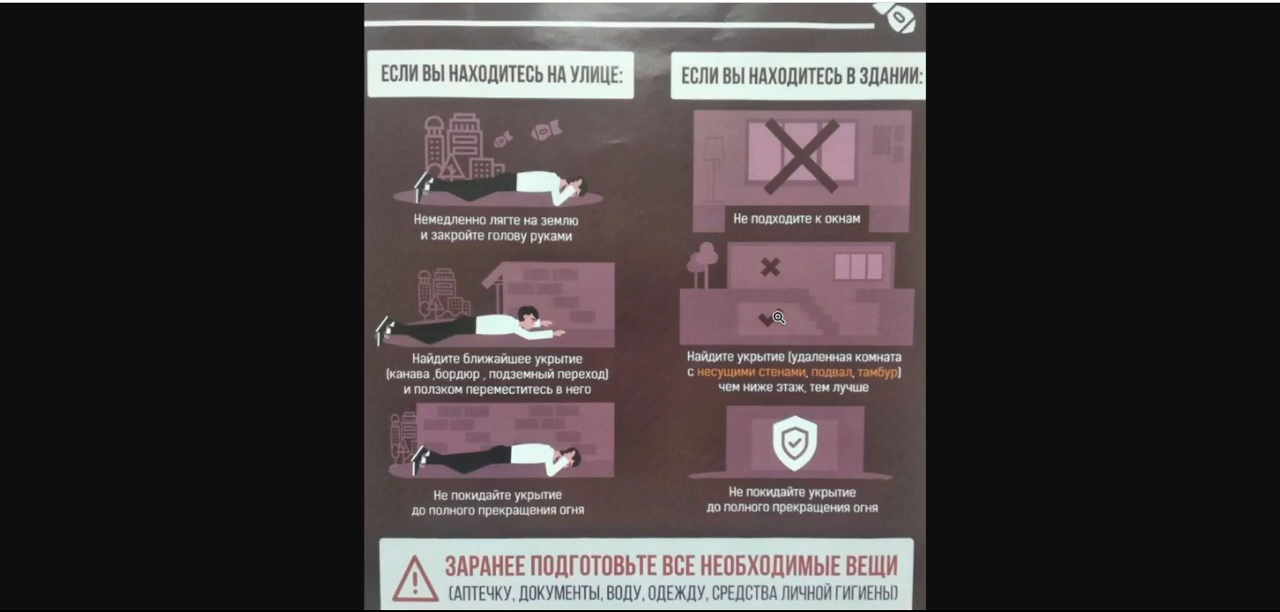 ЕСЛИ ВЫ НАХОДИТЕСЬ НА УЛИЦЕ:
Немедленно лягте на землю
и закройте голову руками
Найдите ближайшее укрытие
(канава ,бордюр , подземный переход)
и ползком переместитесь в него
Не покидайте укрытие
до полного прекращения огня
ЕСЛИ ВЫ НАХОДИТЕСЬ В ЗДАНИИ:
Не подходите к окнам
Найдите укрытие (удаленная комната
с несущими стенами, подвал, тамбур)
чем ниже этаж, тем лучше
Не покидайте укрытие
до полного прекращения огня
ЗАРАНЕЕ ПОДГОТОВЬТЕ ВСЕ НЕОБХОДИМЫЕ ВЕЩИ
(АПТЕЧКУ, ДОКУМЕНТЫ, ВОДУ, ОДЕЖДУ, СРЕДСТВА ЛИЧНОЙ ГИГИЕНЫ)